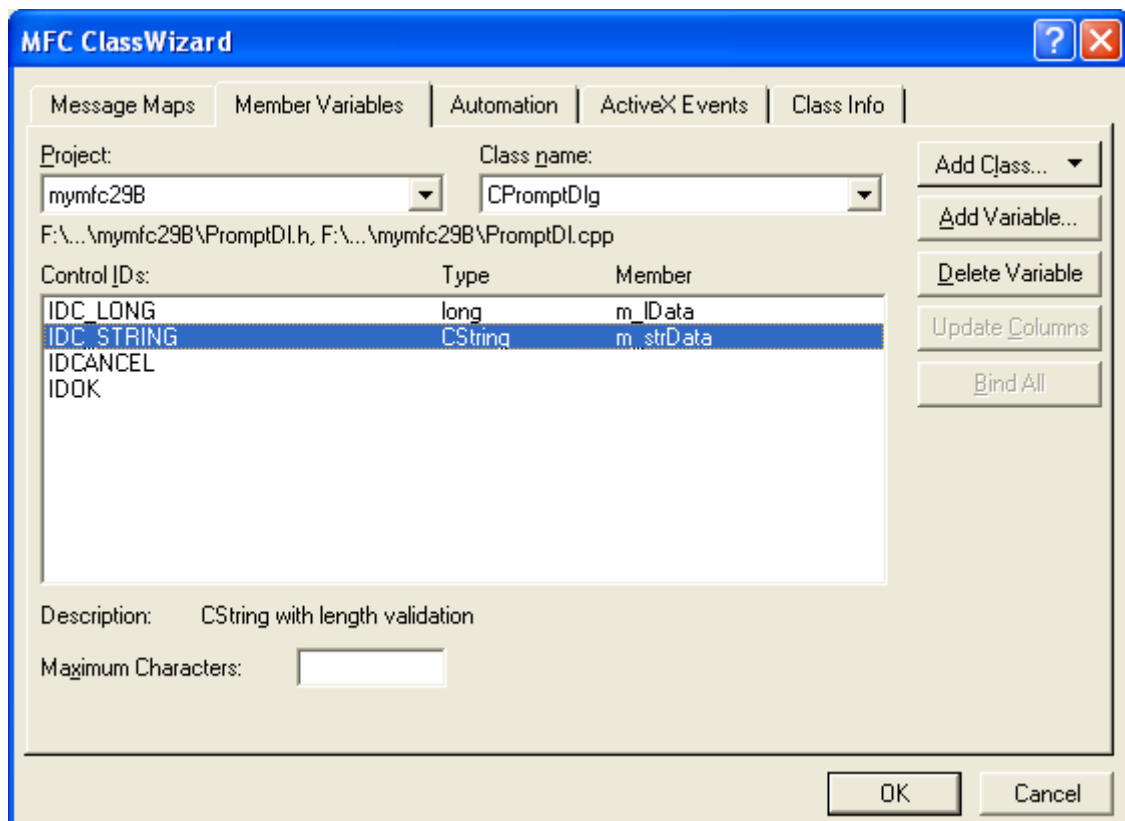 MFC ClassWizard
Message Maps Member Variables Automation ActiveX Events Class Info
Project: Class name:
mymfc29B CPromptDlg
F:\...\mymfc29B\PromptDl.h, F:\...\mymfc29B\PromptDl.cpp
Control IDs: Type Member
IDC_LONG long m_lData
IDC_STRING CString m_strData
IDCANCEL
IDOK
Add Class...
Add Variable...
Delete Variable
Update Columns
Bind All
Description: CString with length validation
Maximum Characters:
OK Cancel